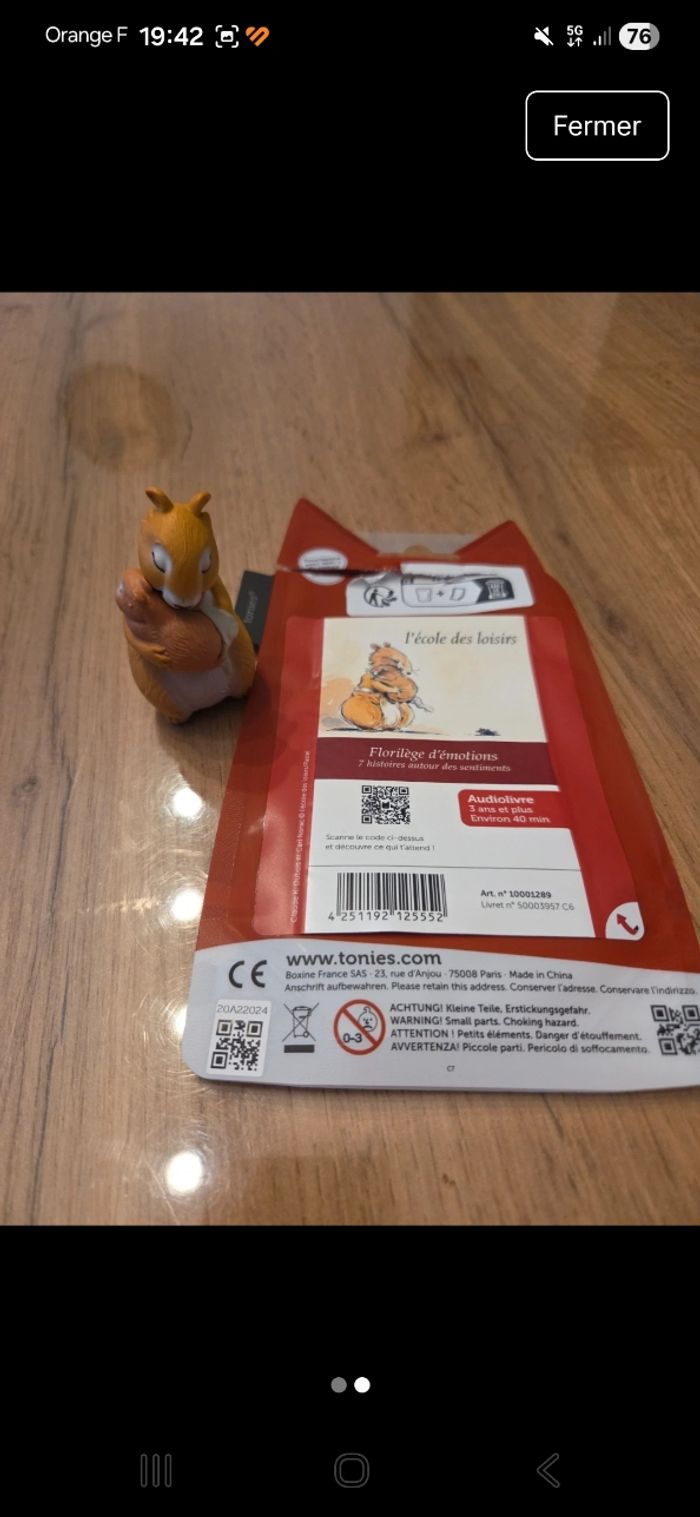 Orange F 19:42
5G
76
Fermer
tonies®
l'école des loisirs
Florilège d'émotions
7 histoires autour des sentiments
Audiolivre
3 ans et plus
Environ 40 min
Scanne le code ci-dessus
et découvre ce qui t'attend !
Art. n° 10001289
Livret n° 50003957 C6
4 251192 125552
www.tonies.com
Boxine France SAS · 23, rue d'Anjou · 75008 Paris · Made in China
Anschrift aufbewahren. Please retain this address. Conserver l'adresse. Conservare l'indirizzo.
CE
20A22024
0-3
ACHTUNG! Kleine Teile, Erstickungsgefahr.
WARNING! Small parts. Choking hazard.
ATTENTION ! Petits éléments. Danger d'étouffement.
AVVERTENZA! Piccole parti. Pericolo di soffocamento.
C7